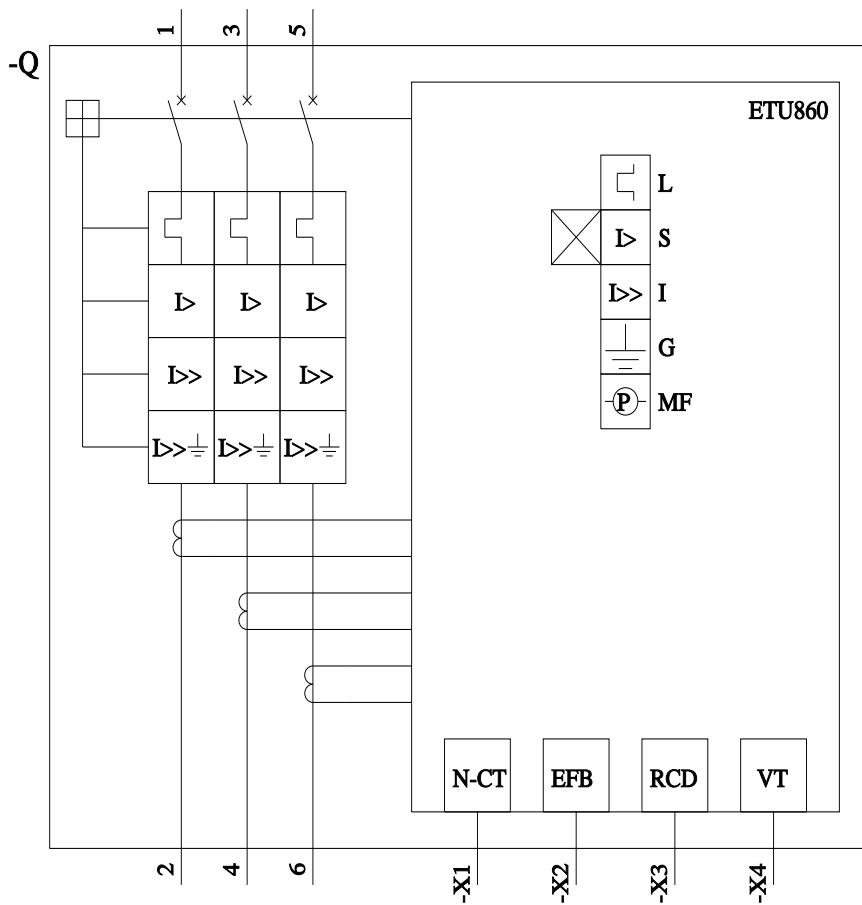 1 3 5
-Q
ETU860
L
S
I> I> I> I>
I>> I>> I>> I>> I
G
P MF
I>> I>> I>>
N-CT EFB RCD VT
2 4 6 -X1 -X2 -X3 -X4